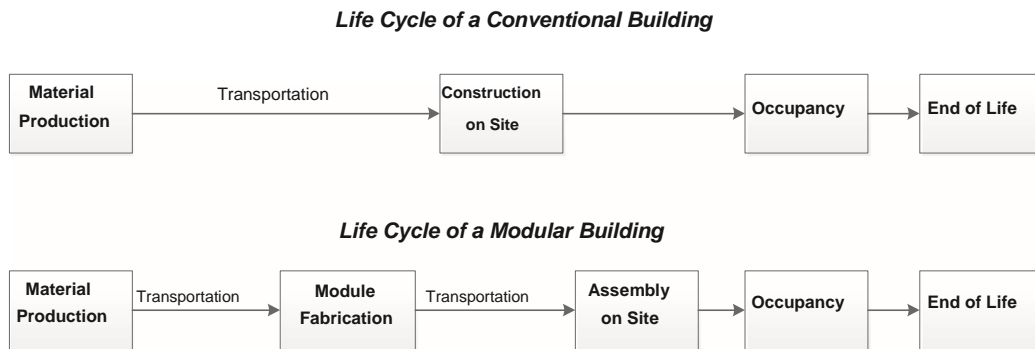 Life Cycle of a Conventional Building
Material
Production
Transportation
Construction
on Site
Occupancy
End of Life
Life Cycle of a Modular Building
Material
Production
Transportation
Module
Fabrication
Transportation
Assembly
on Site
Occupancy
End of Life